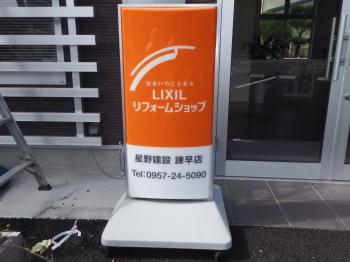 住まいのことなら
LIXIL
リフォームショップ
星野建設 諫早店
Tel:0957-24-5090